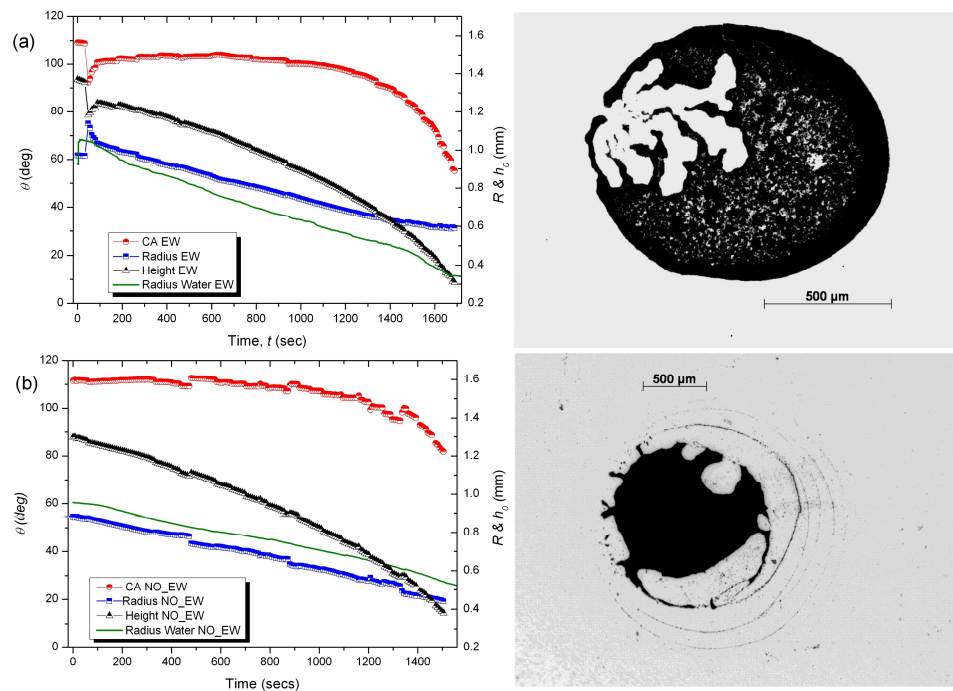 (a)
120
100
80
60
40
20
0
θ (deg)
1.6
1.4
1.2
1.0
0.8
0.6
0.4
0.2
R & h0 (mm)
CA EW
Radius EW
Height EW
Radius Water EW
0 200 400 600 800 1000 1200 1400 1600
Time, t (sec)
500 µm
(b)
120
100
80
60
40
20
0
θ (deg)
1.6
1.4
1.2
1.0
0.8
0.6
0.4
0.2
R & h0 (mm)
CA NO_EW
Radius NO_EW
Height NO_EW
Radius Water NO_EW
0 200 400 600 800 1000 1200 1400
Time (secs)
500 µm